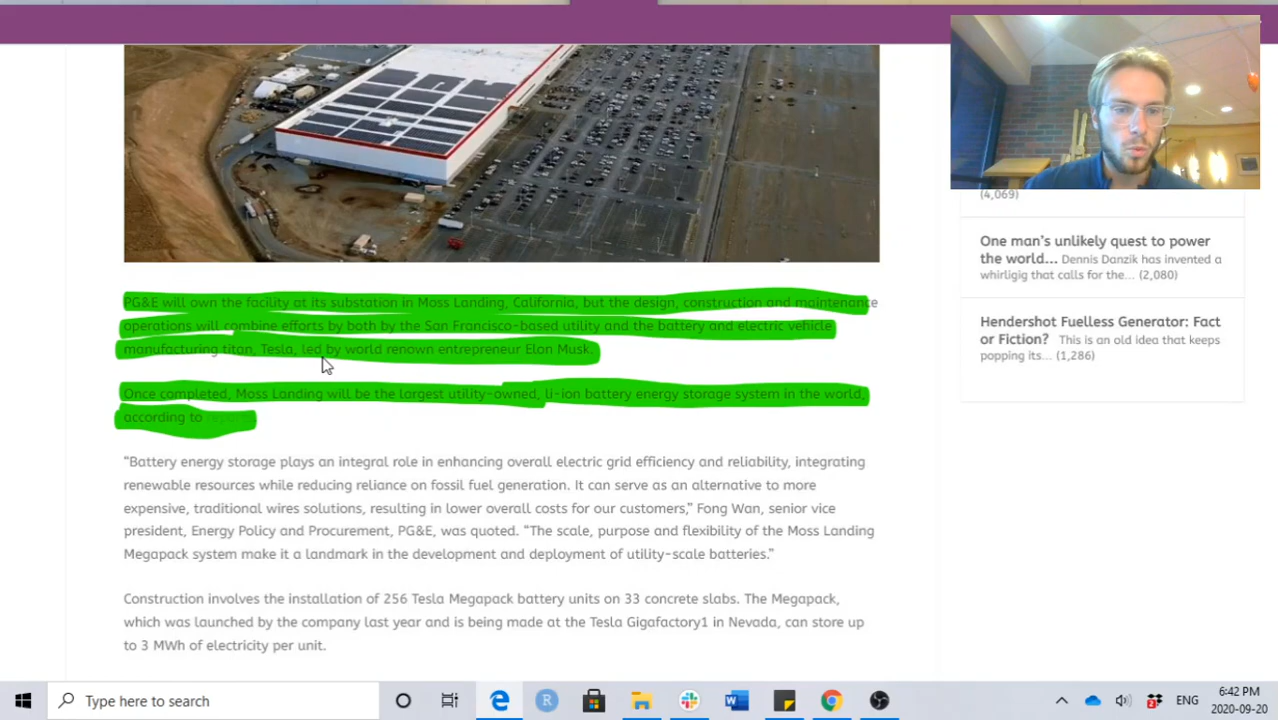 (4,069)
One man's unlikely quest to power
the world... Dennis Danzik has invented a
whirligig that calls for the... (2,080)
Hendershot Fuelless Generator: Fact
or Fiction? This is an old idea that keeps
popping its... (1,286)
PG&E will own the facility at its substation in Moss Landing, California, but the design, construction and maintenance
operations will combine efforts by both by the San Francisco-based utility and the battery and electric vehicle
manufacturing titan, Tesla, led by world renown entrepreneur Elon Musk.
Once completed, Moss Landing will be the largest utility-owned, li-ion battery energy storage system in the world,
according to
“Battery energy storage plays an integral role in enhancing overall electric grid efficiency and reliability, integrating
renewable resources while reducing reliance on fossil fuel generation. It can serve as an alternative to more
expensive, traditional wires solutions, resulting in lower overall costs for our customers,” Fong Wan, senior vice
president, Energy Policy and Procurement, PG&E, was quoted. “The scale, purpose and flexibility of the Moss Landing
Megapack system make it a landmark in the development and deployment of utility-scale batteries.”
Construction involves the installation of 256 Tesla Megapack battery units on 33 concrete slabs. The Megapack,
which was launched by the company last year and is being made at the Tesla Gigafactory1 in Nevada, can store up
to 3 MWh of electricity per unit.
Type here to search
R
W
2
ENG
6:42 PM
2020-09-20